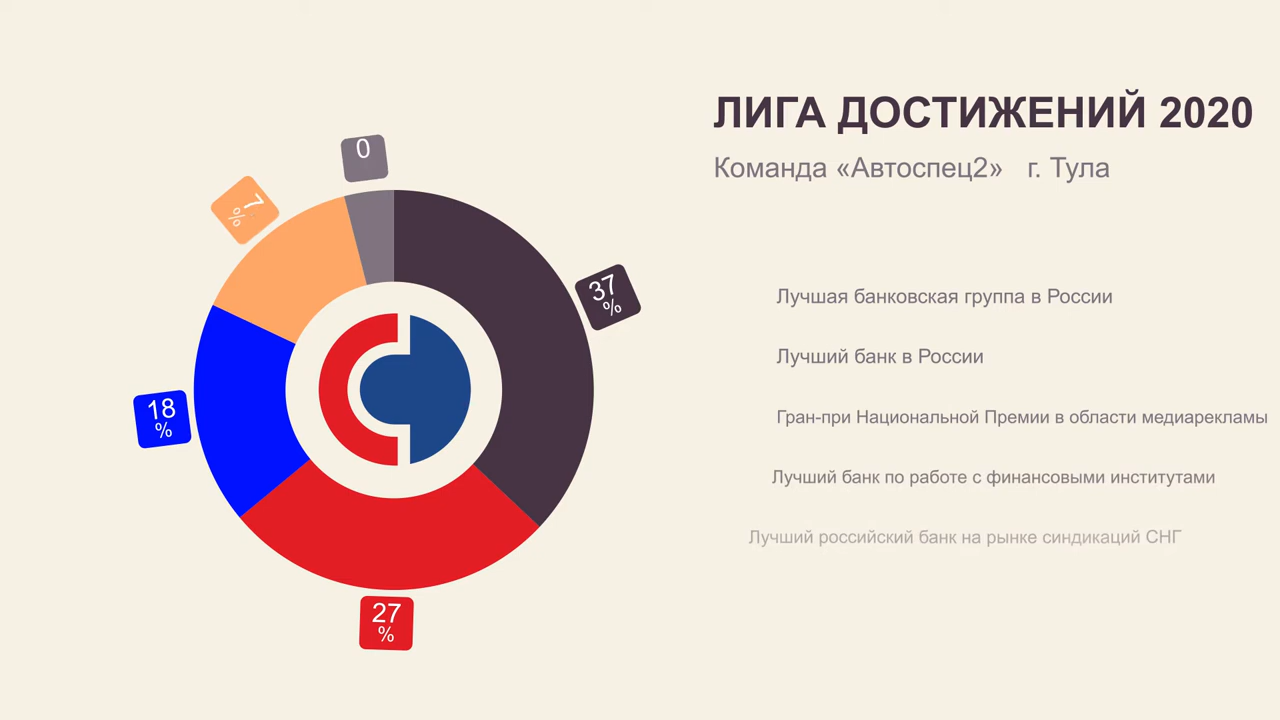 ЛИГА ДОСТИЖЕНИЙ 2020
Команда «Автоспец2» г. Тула
0
7
%
37
%
18
%
27
%
Лучшая банковская группа в России
Лучший банк в России
Гран-при Национальной Премии в области медиарекламы
Лучший банк по работе с финансовыми институтами
Лучший российский банк на рынке синдикаций СНГ